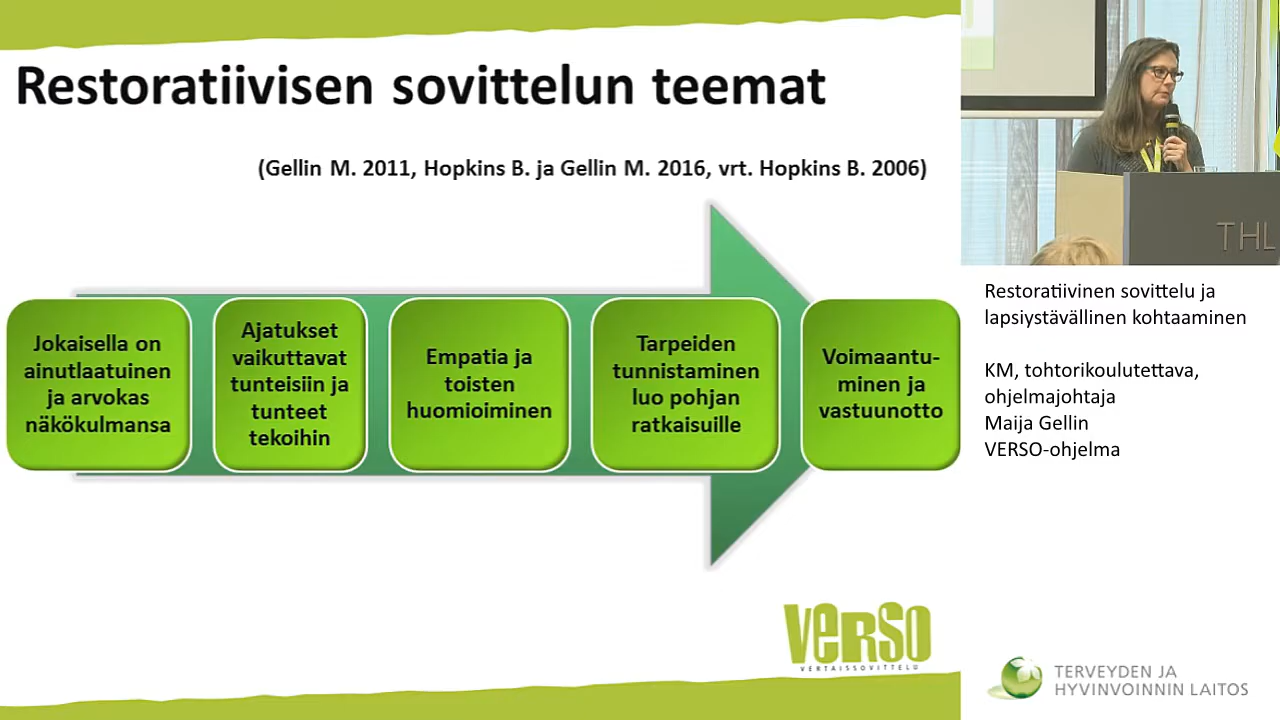 Restoratiivisen sovittelun teemat
(Gellin M. 2011, Hopkins B. ja Gellin M. 2016, vrt. Hopkins B. 2006)
Jokaisella on
ainutlaatuinen
ja arvokas
näkökulmansa
Ajatukset
vaikuttavat
tunteisiin ja
tunteet
tekoihin
Empatia ja
toisten
huomioiminen
Tarpeiden
tunnistaminen
luo pohjan
ratkaisuille
Voimaantu-
minen ja
vastuunotto
VERSO
VERTAISSOVITTELU
THL
Restoratiivinen sovittelu ja
lapsiystävällinen kohtaaminen
KM, tohtorikoulutettava,
ohjelmajohtaja
Maija Gellin
VERSO-ohjelma
TERVEYDEN JA
HYVINVOINNIN LAITOS